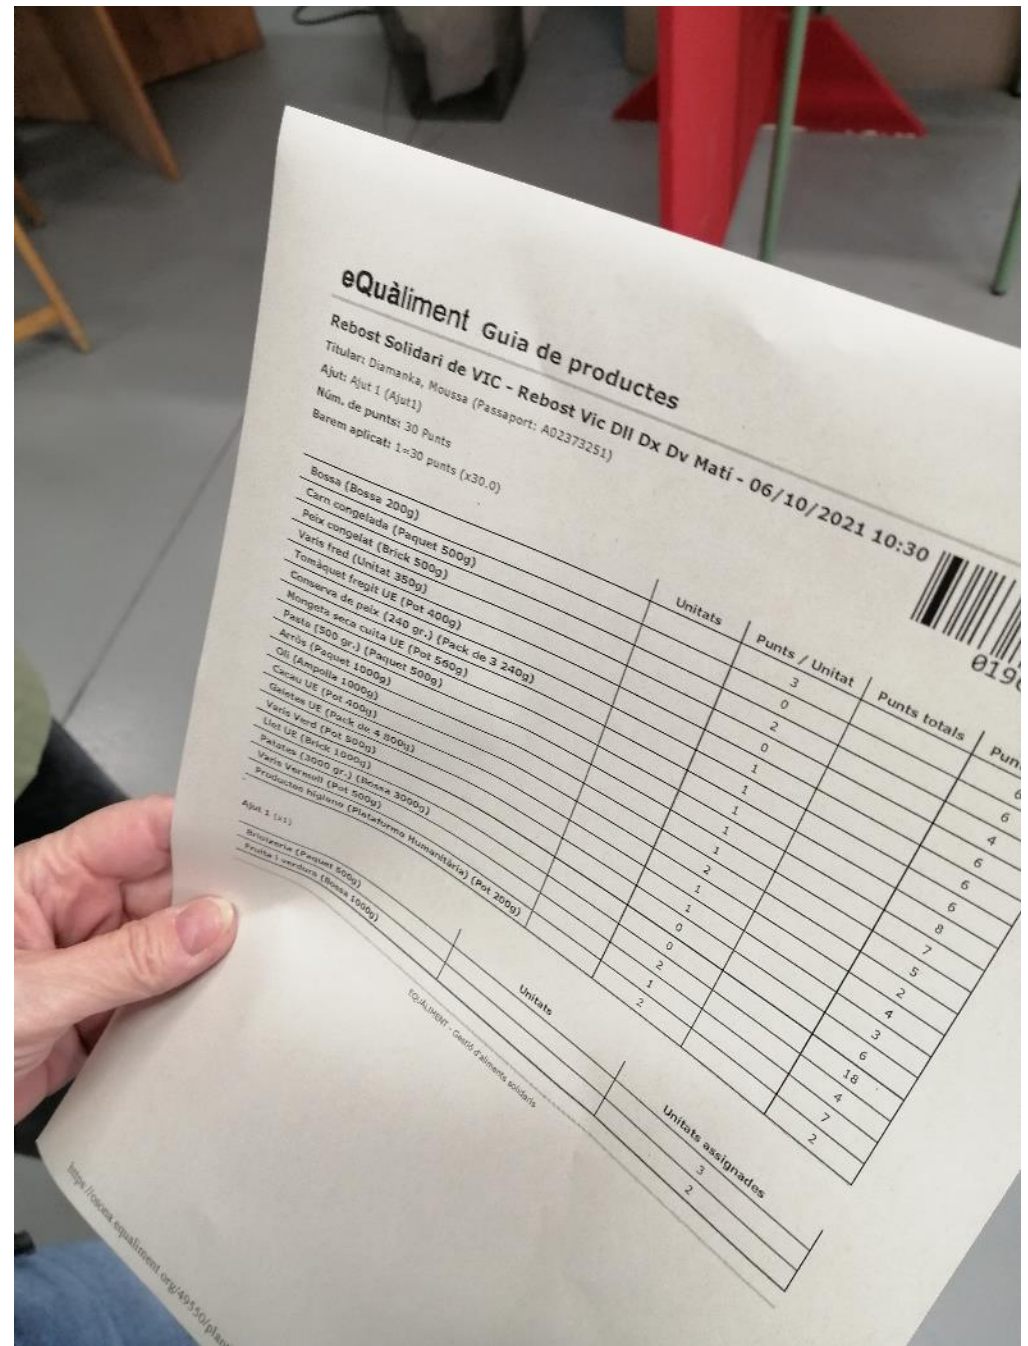 eQuàliment Guia de productes
Rebost Solidari de VIC - Rebost Vic Dll Dx Dv Matí - 06/10/2021 10:30
Titular: Diamanka, Moussa (Passaport: A02373251)
Ajut: Ajut 1 (Ajut1)
Núm. de punts: 30 Punts
Barem aplicat: 1=30 punts (x30.0)
0196
Unitats Punts / Unitat Punts totals Pun
Bossa (Bossa 200g) 3 6
Carn congelada (Paquet 500g) 0 6
Peix congelat (Brick 500g) 2 4
Varis fred (Unitat 350g) 0 6
Tomàquet fregit UE (Pot 400g) 1 6
Conserva de peix (240 gr.) (Pack de 3 240g) 1 6
Mongeta seca cuita UE (Pot 560g) 1 8
Pasta (500 gr.) (Paquet 500g) 1 7
Arròs (Paquet 1000g) 1 5
Oli (Ampolla 1000g) 2 2
Cacau UE (Pot 400g) 1 4
Galetes UE (Pack de 4 800g) 1 3
Varis Verd (Pot 500g) 0 6
Llet UE (Brick 1000g) 0 18
Patates (3000 gr.) (Bossa 3000g) 2 4
Varis Vermell (Pot 500g) 1 7
Productes higiene (Plataforma Humanitària) (Pot 200g) 2 2
Ajut 1 (x1)
Unitats Unitats assignades
Brioixeria (Paquet 500g) 3
Fruita i verdura (Bossa 1000g) 2
EQUALIMENT - Gestió d'aliments solidaris
https://osona.equaliment.org/49550/plan